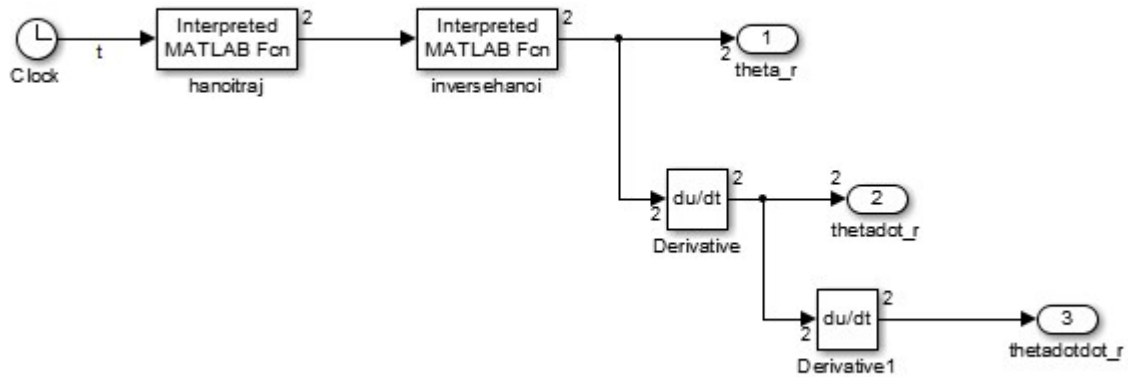 Interpreted
MATLAB Fcn
2
Interpreted
MATLAB Fcn
2
1
t
2
Clock
hanoitraj
inversehanoi
theta_r
du/dt
2
2
2
2
Derivative
thetadot_r
du/dt
2
2
3
Derivative1
thetadotdot_r